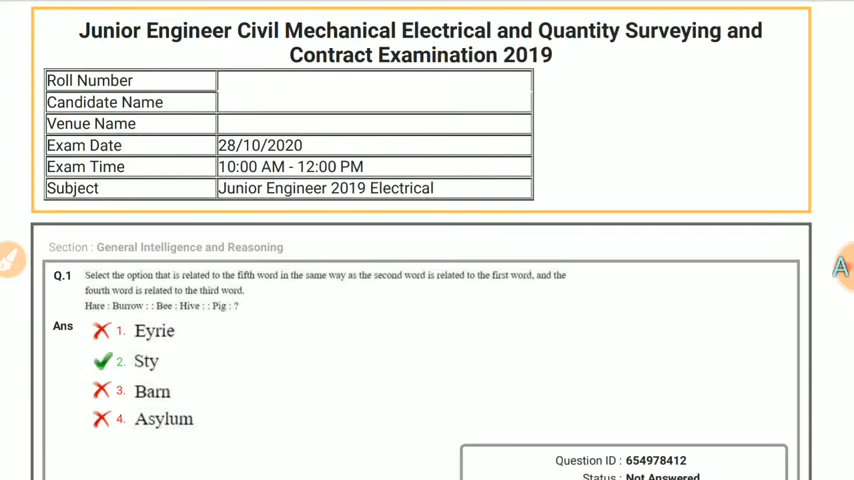 Junior Engineer Civil Mechanical Electrical and Quantity Surveying and
Contract Examination 2019
Roll Number
Candidate Name
Venue Name
Exam Date 28/10/2020
Exam Time 10:00 AM - 12:00 PM
Subject Junior Engineer 2019 Electrical
Section : General Intelligence and Reasoning
Q.1 Select the option that is related to the fifth word in the same way as the second word is related to the first word, and the
fourth word is related to the third word.
Hare : Burrow : : Bee : Hive : : Pig : ?
Ans 1. Eyrie
2. Sty
3. Barn
4. Asylum
Question ID : 654978412
Status : Not Answered
A